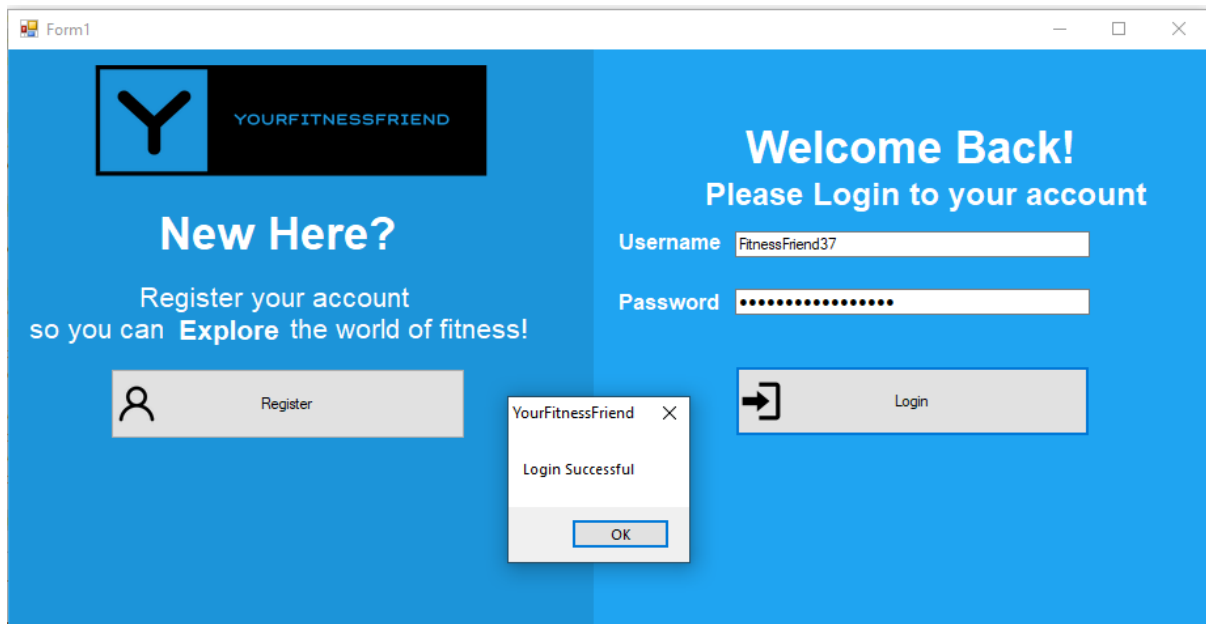 Form1
YOURFITNESSFRIEND
New Here?
Register your account
so you can Explore the world of fitness!
Register
Welcome Back!
Please Login to your account
Username FitnessFriend37
Password •••••••••••••••••
Login
YourFitnessFriend
Login Successful
OK